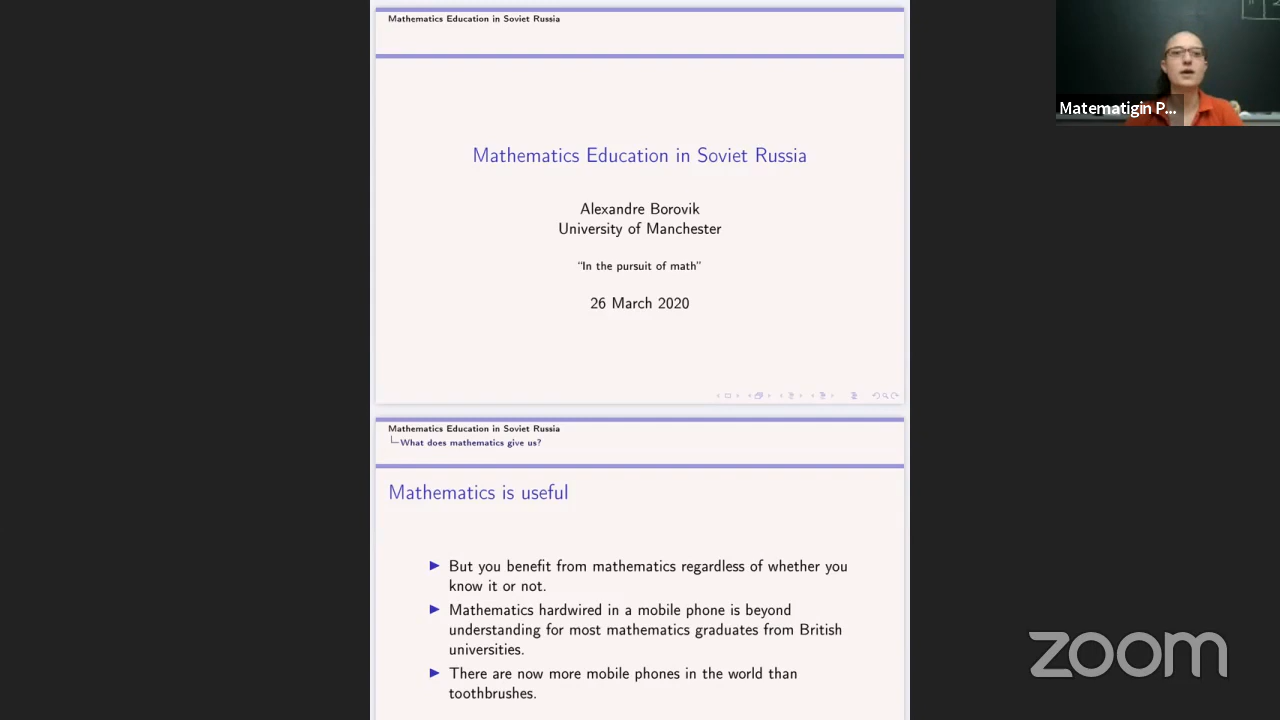 Mathematics Education in Soviet Russia
Mathematics Education in Soviet Russia
Alexandre Borovik
University of Manchester
“In the pursuit of math”
26 March 2020
Mathematics Education in Soviet Russia
What does mathematics give us?
Mathematics is useful
But you benefit from mathematics regardless of whether you
know it or not.
Mathematics hardwired in a mobile phone is beyond
understanding for most mathematics graduates from British
universities.
There are now more mobile phones in the world than
toothbrushes.
Matematigin P...
zoom